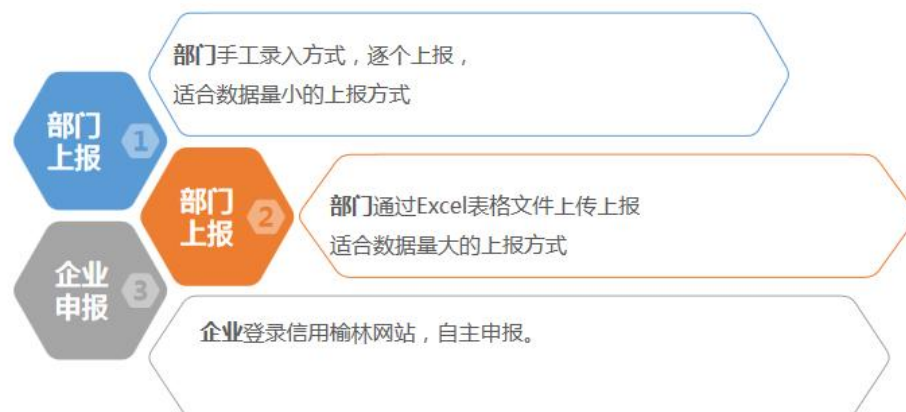 部门手工录入方式，逐个上报，
适合数据量小的上报方式
部门
上报
1
部门
上报
2
部门通过Excel表格文件上传上报
适合数据量大的上报方式
企业
申报
3
企业登录信用榆林网站，自主申报。